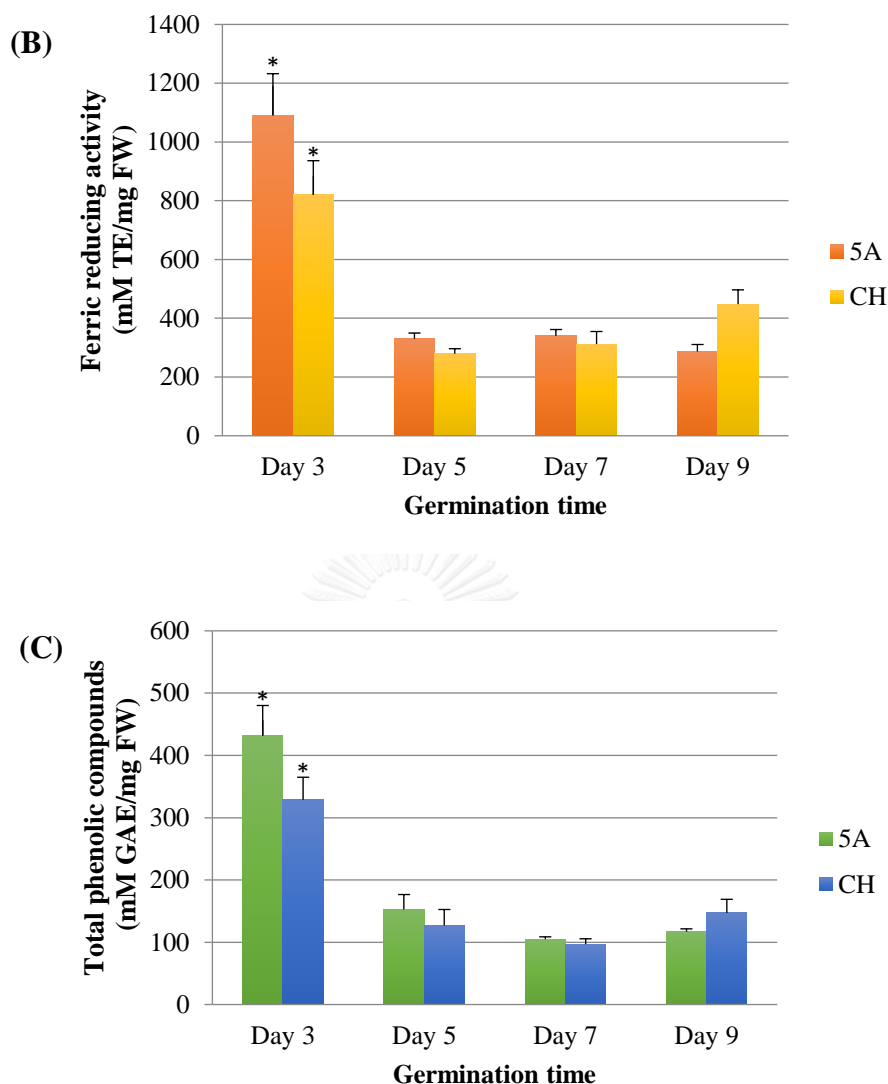 (B)
Ferric reducing activity
(mM TE/mg FW)
1400
1200
1000
800
600
400
200
0
*
*
Day 3 Day 5 Day 7 Day 9
Germination time
5A
CH
(C)
Total phenolic compounds
(mM GAE/mg FW)
600
500
400
300
200
100
0
*
*
Day 3 Day 5 Day 7 Day 9
Germination time
5A
CH